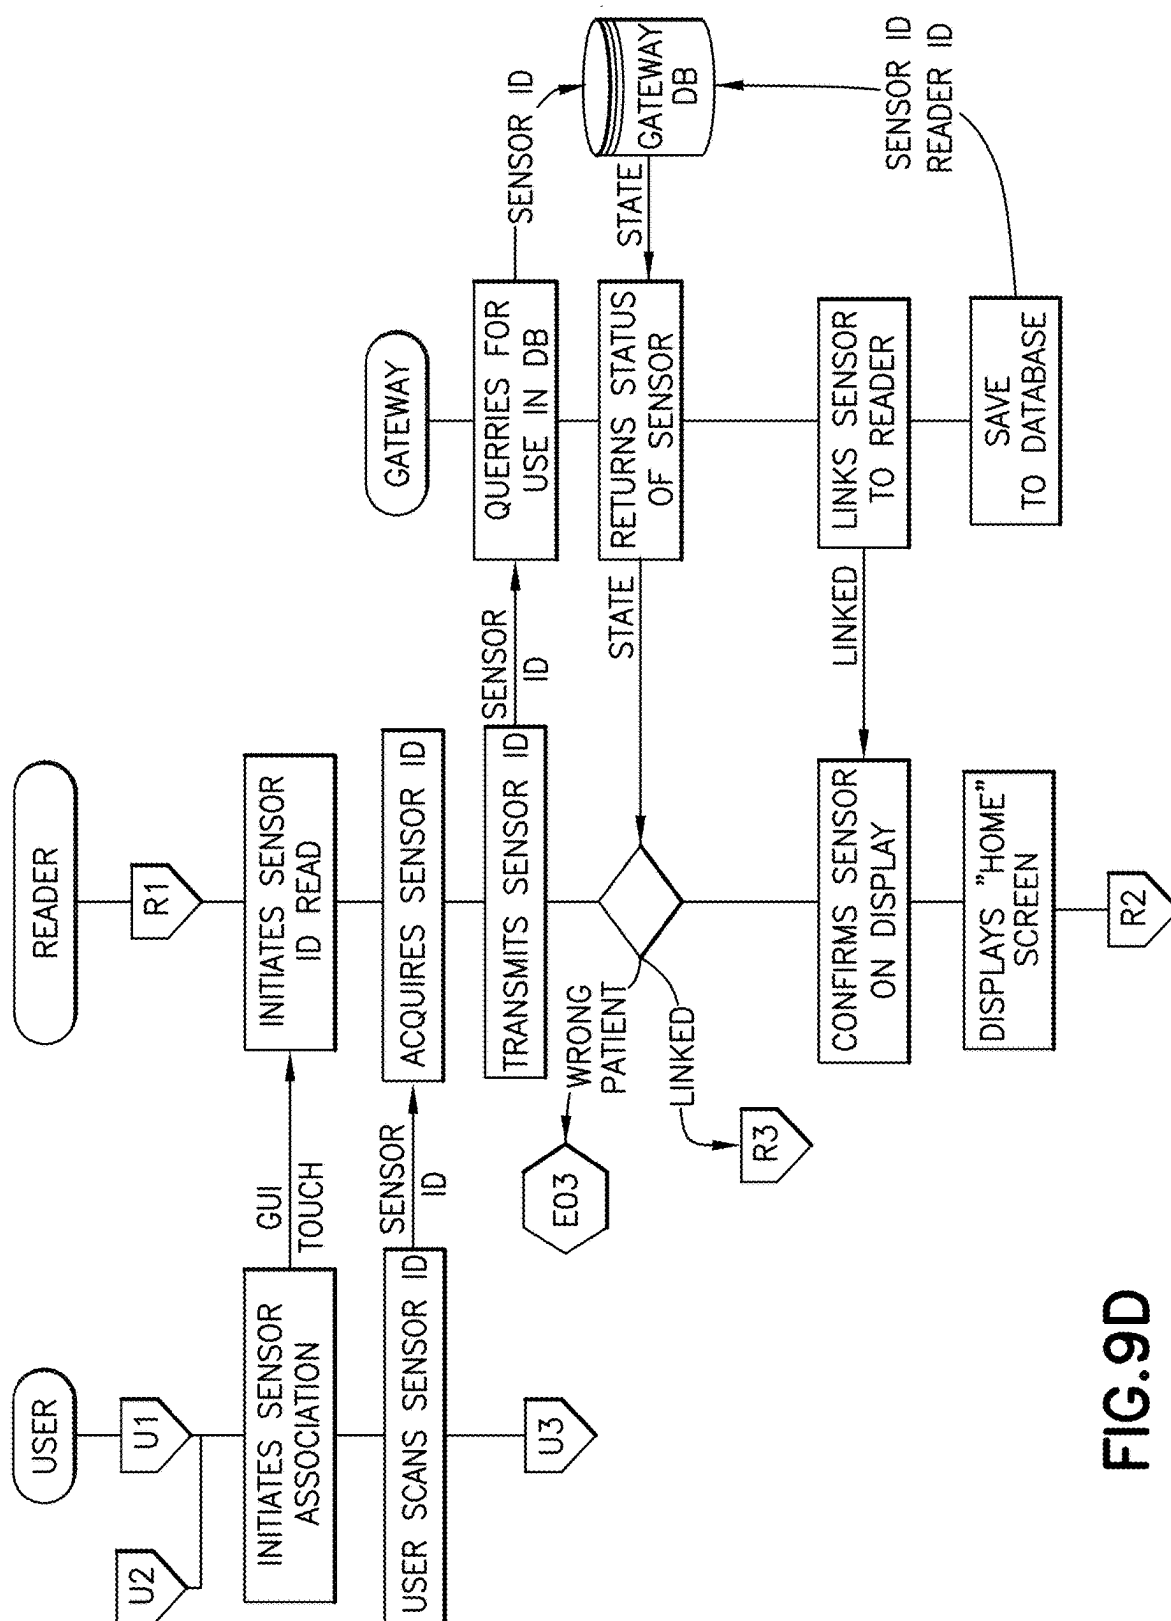 USER
U1
U2
INITIATES SENSOR
ASSOCIATION
USER SCANS SENSOR ID
U3
GUI
TOUCH
SENSOR
ID
READER
R1
INITIATES SENSOR
ID READ
ACQUIRES SENSOR ID
TRANSMITS SENSOR ID
SENSOR
ID
WRONG
PATIENT
E03
LINKED
R3
STATE
CONFIRMS SENSOR
ON DISPLAY
LINKED
DISPLAYS "HOME"
SCREEN
R2
GATEWAY
QUERRIES FOR
USE IN DB
SENSOR ID
RETURNS STATUS
OF SENSOR
STATE
GATEWAY
DB
LINKS SENSOR
TO READER
SAVE
TO DATABASE
SENSOR ID
READER ID
FIG.9D